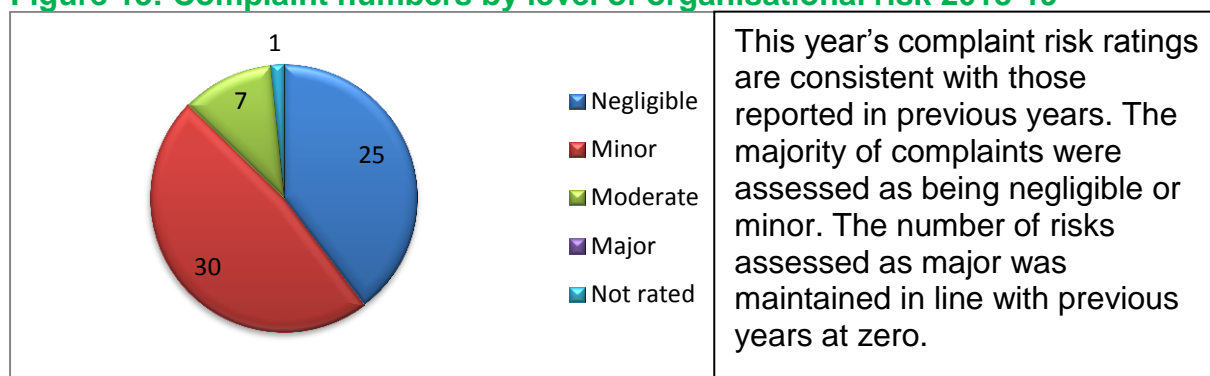 1
7
25
30
Negligible
Minor
Moderate
Major
Not rated
This year's complaint risk ratings
are consistent with those
reported in previous years. The
majority of complaints were
assessed as being negligible or
minor. The number of risks
assessed as major was
maintained in line with previous
years at zero.